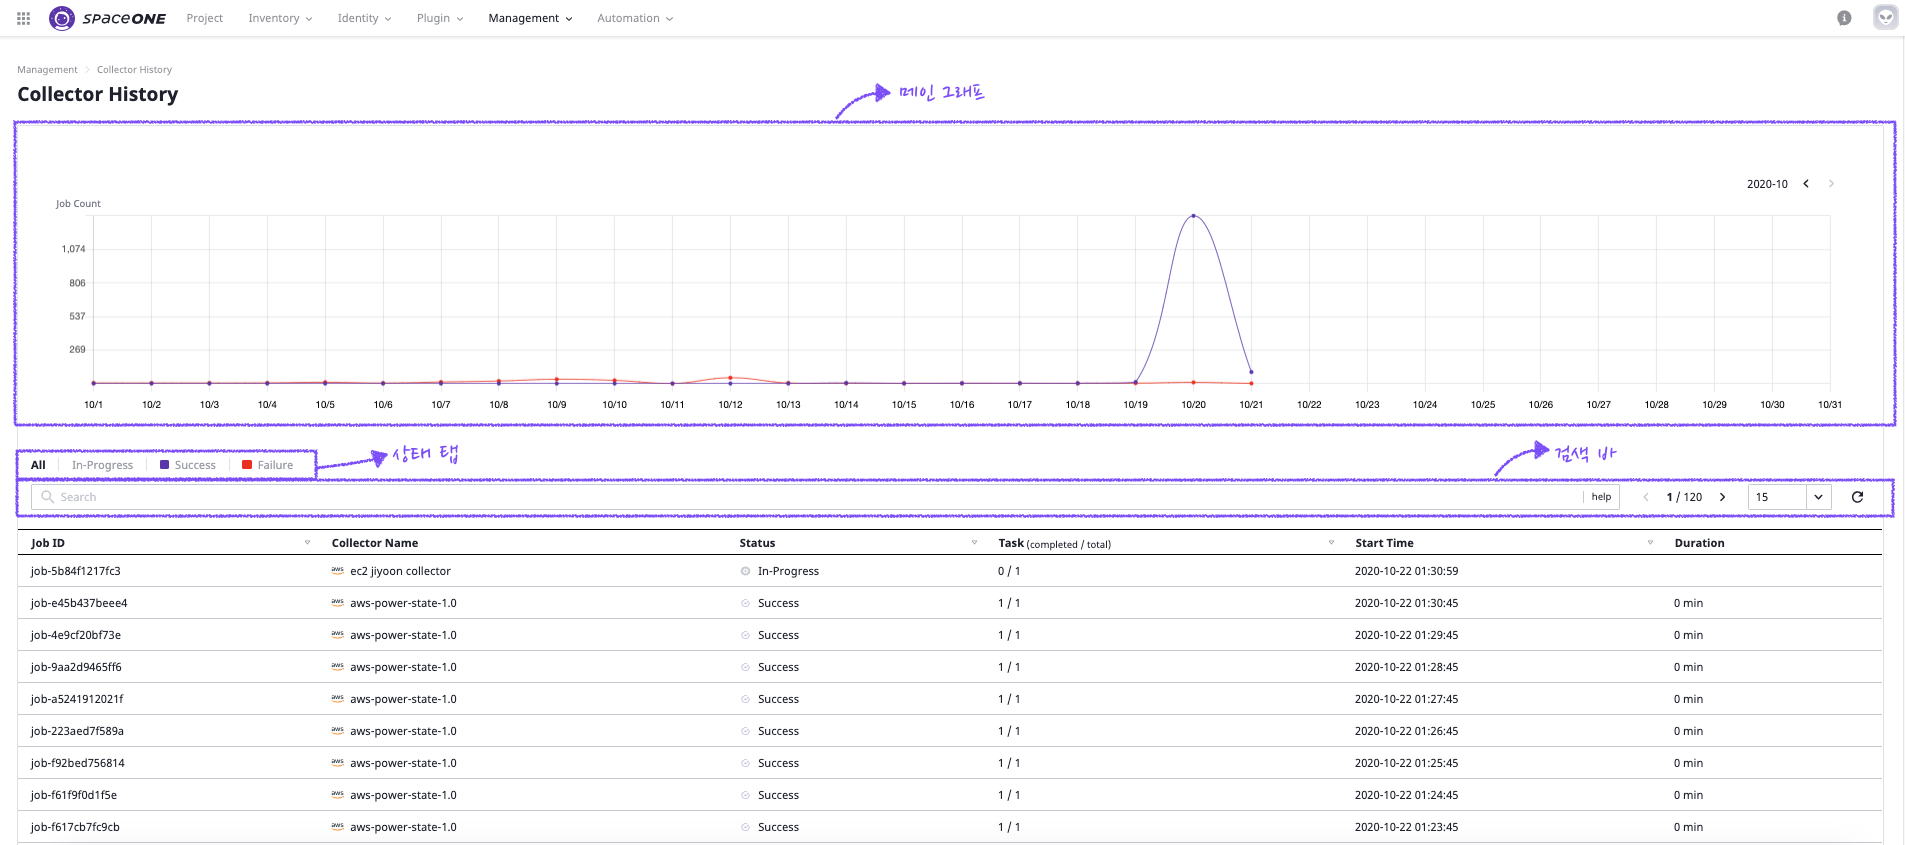 SPACEONE Project Inventory Identity Plugin Management Automation
Management > Collector History
Collector History
메인 그래프
2020-10
Job Count
1,074
806
537
269
10/1 10/2 10/3 10/4 10/5 10/6 10/7 10/8 10/9 10/10 10/11 10/12 10/13 10/14 10/15 10/16 10/17 10/18 10/19 10/20 10/21 10/22 10/23 10/24 10/25 10/26 10/27 10/28 10/29 10/30 10/31
All In-Progress Success Failure
상태 탭
검색 바
Search help 1 / 120 15
Job ID Collector Name Status Task (completed / total) Start Time Duration
job-5b84f1217fc3 aws ec2 jiyoon collector In-Progress 0 / 1 2020-10-22 01:30:59
job-e45b437beee4 aws aws-power-state-1.0 Success 1 / 1 2020-10-22 01:30:45 0 min
job-4e9cf20bf73e aws aws-power-state-1.0 Success 1 / 1 2020-10-22 01:29:45 0 min
job-9aa2d9465ff6 aws aws-power-state-1.0 Success 1 / 1 2020-10-22 01:28:45 0 min
job-a5241912021f aws aws-power-state-1.0 Success 1 / 1 2020-10-22 01:27:45 0 min
job-223aed7f589a aws aws-power-state-1.0 Success 1 / 1 2020-10-22 01:26:45 0 min
job-f92bed756814 aws aws-power-state-1.0 Success 1 / 1 2020-10-22 01:25:45 0 min
job-f61f9f0d1f5e aws aws-power-state-1.0 Success 1 / 1 2020-10-22 01:24:45 0 min
job-f617cb7fc9cb aws aws-power-state-1.0 Success 1 / 1 2020-10-22 01:23:45 0 min